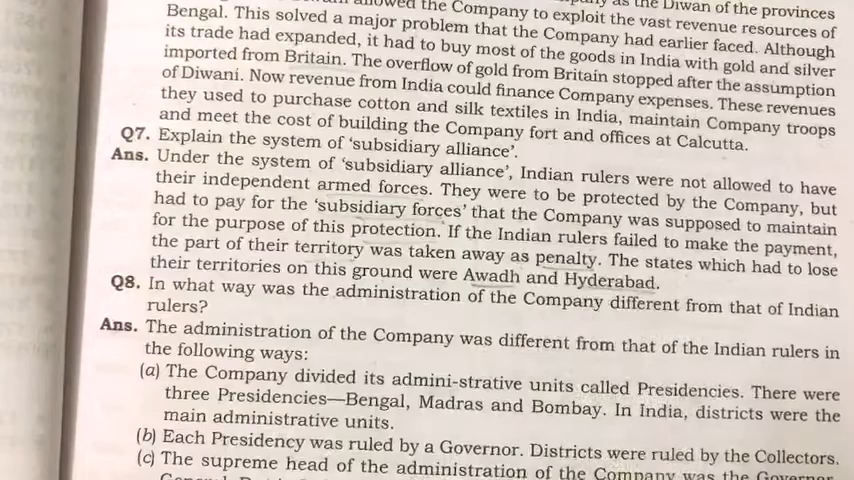 allowed the Company to exploit the vast revenue resources of
as the Diwan of the provinces
Bengal. This solved a major problem that the Company had earlier faced. Although
its trade had expanded, it had to buy most of the goods in India with gold and silver
imported from Britain. The overflow of gold from Britain stopped after the assumption
of Diwani. Now revenue from India could finance Company expenses. These revenues
they used to purchase cotton and silk textiles in India, maintain Company troops
and meet the cost of building the Company fort and offices at Calcutta.
Q7. Explain the system of ‘subsidiary alliance’.
Ans. Under the system of ‘subsidiary alliance’, Indian rulers were not allowed to have
their independent armed forces. They were to be protected by the Company, but
had to pay for the ‘subsidiary forces’ that the Company was supposed to maintain
for the purpose of this protection. If the Indian rulers failed to make the payment,
the part of their territory was taken away as penalty. The states which had to lose
their territories on this ground were Awadh and Hyderabad.
Q8. In what way was the administration of the Company different from that of Indian
rulers?
Ans. The administration of the Company was different from that of the Indian rulers in
the following ways:
(a) The Company divided its admini-strative units called Presidencies. There were
three Presidencies—Bengal, Madras and Bombay. In India, districts were the
main administrative units.
(b) Each Presidency was ruled by a Governor. Districts were ruled by the Collectors.
(c) The supreme head of the administration of the Company was the Governor